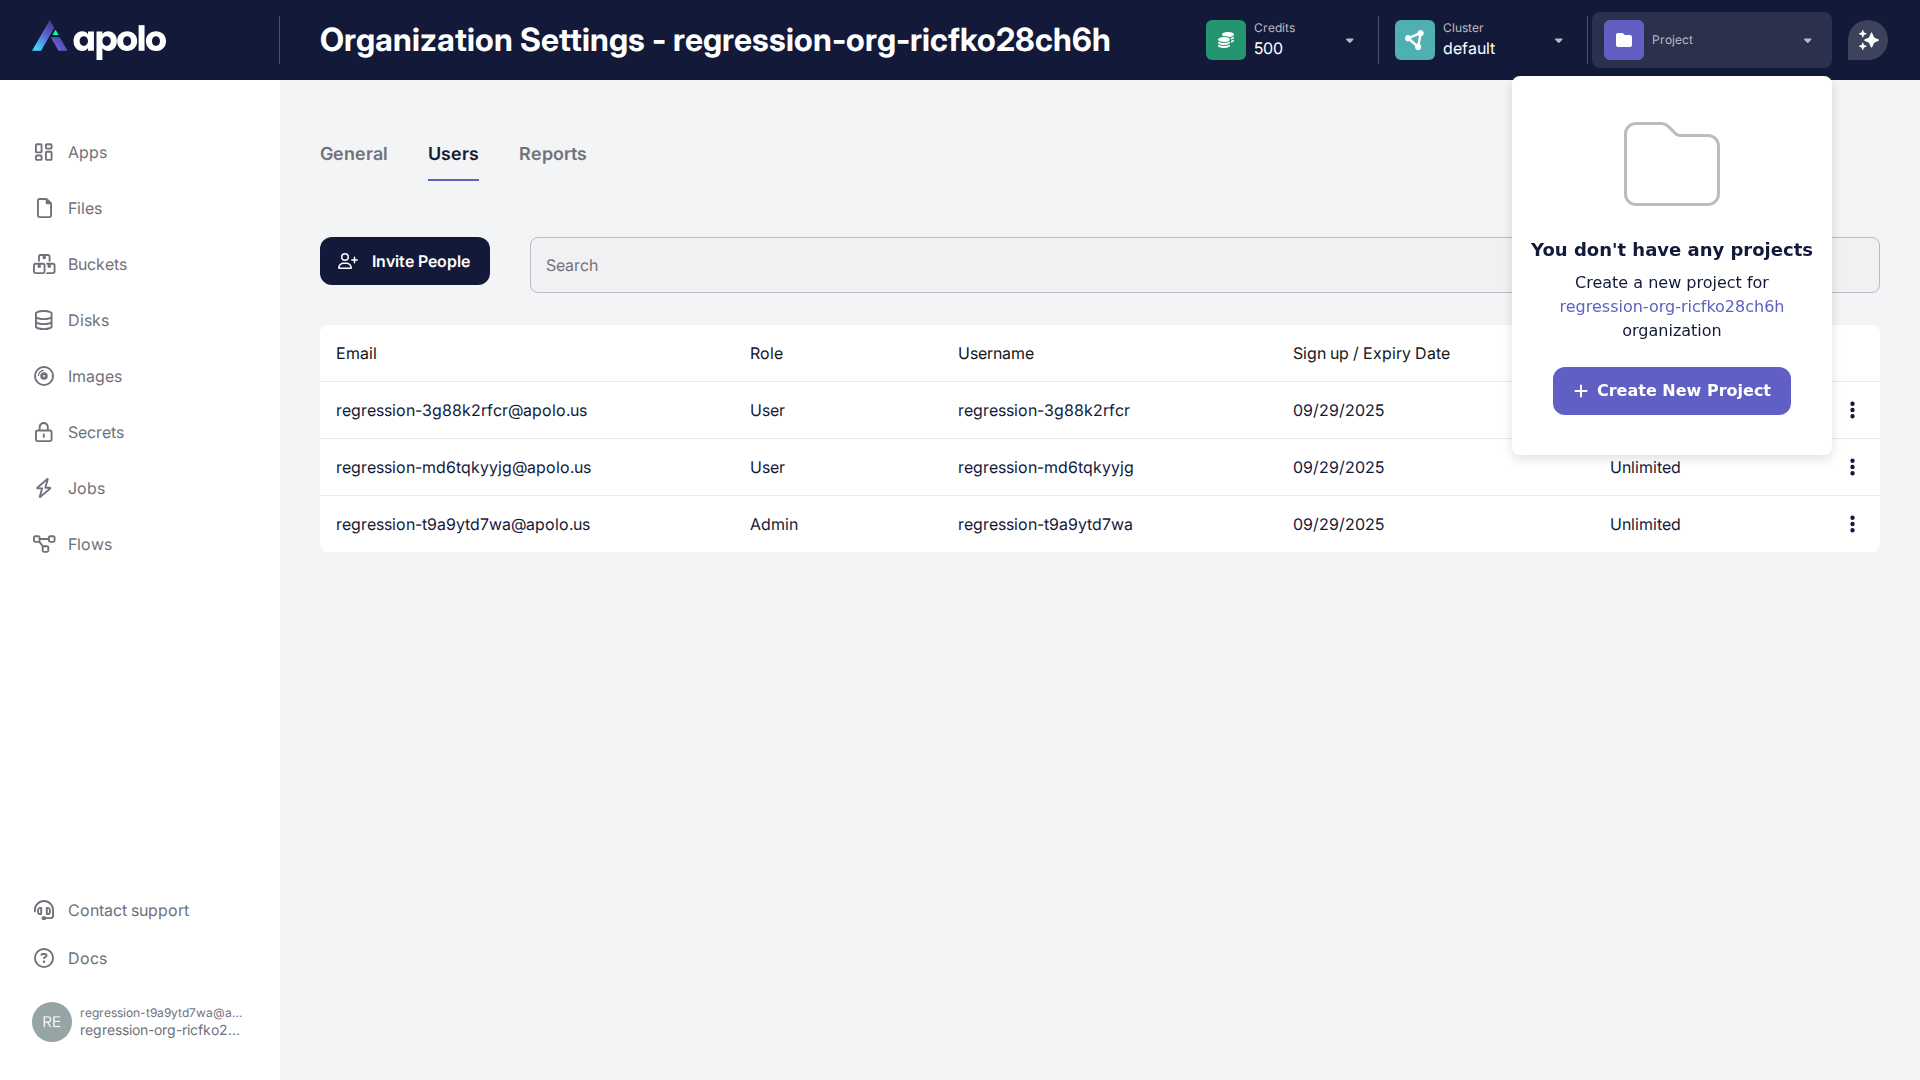 apolo
Organization Settings - regression-org-ricfko28ch6h
Credits
500
Cluster
default
Project
Apps
Files
Buckets
Disks
Images
Secrets
Jobs
Flows
Contact support
Docs
RE
regression-t9a9ytd7wa@a...
regression-org-ricfko2...
General
Users
Reports
Invite People
Search
Email Role Username Sign up / Expiry Date
regression-3g88k2rfcr@apolo.us User regression-3g88k2rfcr 09/29/2025
regression-md6tqkyyjg@apolo.us User regression-md6tqkyyjg 09/29/2025 Unlimited
regression-t9a9ytd7wa@apolo.us Admin regression-t9a9ytd7wa 09/29/2025 Unlimited
You don't have any projects
Create a new project for
regression-org-ricfko28ch6h
organization
Create New Project